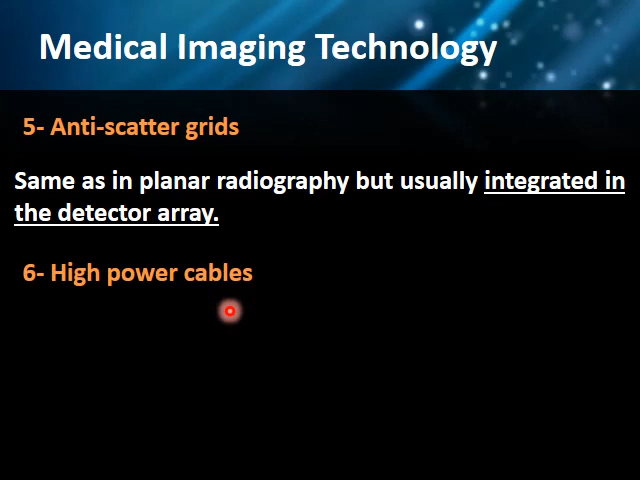 Medical Imaging Technology
5- Anti-scatter grids
Same as in planar radiography but usually integrated in
the detector array.
6- High power cables